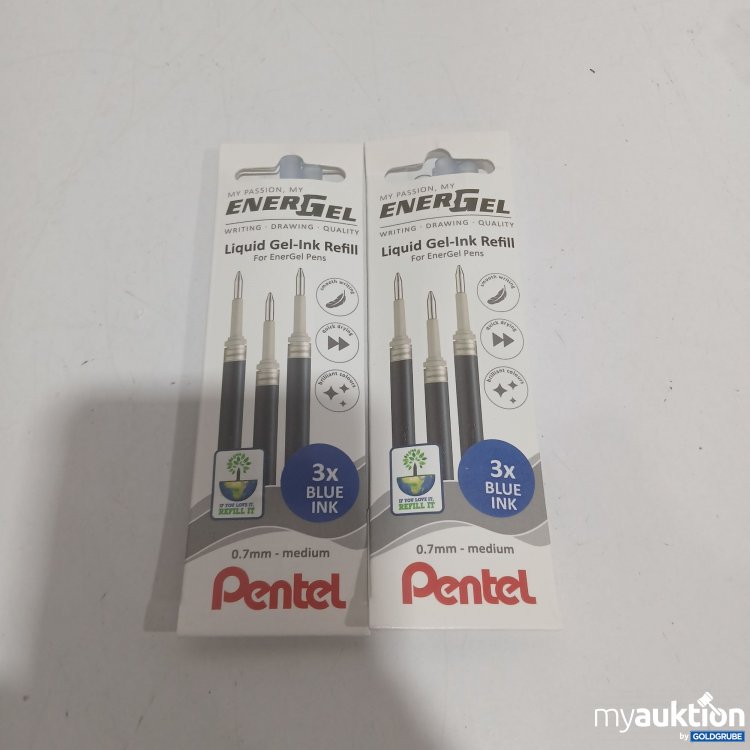 MY PASSION, MY
ENERGEL
WRITING · DRAWING · QUALITY
Liquid Gel-Ink Refill
For EnerGel Pens
smooth writing
quick drying
brilliant colours
3x
BLUE
INK
IF YOU LOVE IT,
REFILL IT
0.7mm - medium
Pentel
MY PASSION, MY
ENERGEL
WRITING · DRAWING · QUALITY
Liquid Gel-Ink Refill
For EnerGel Pens
smooth writing
quick drying
brilliant colours
3x
BLUE
INK
IF YOU LOVE IT,
REFILL IT
0.7mm - medium
Pentel
myauktion
by GOLDGRUBE